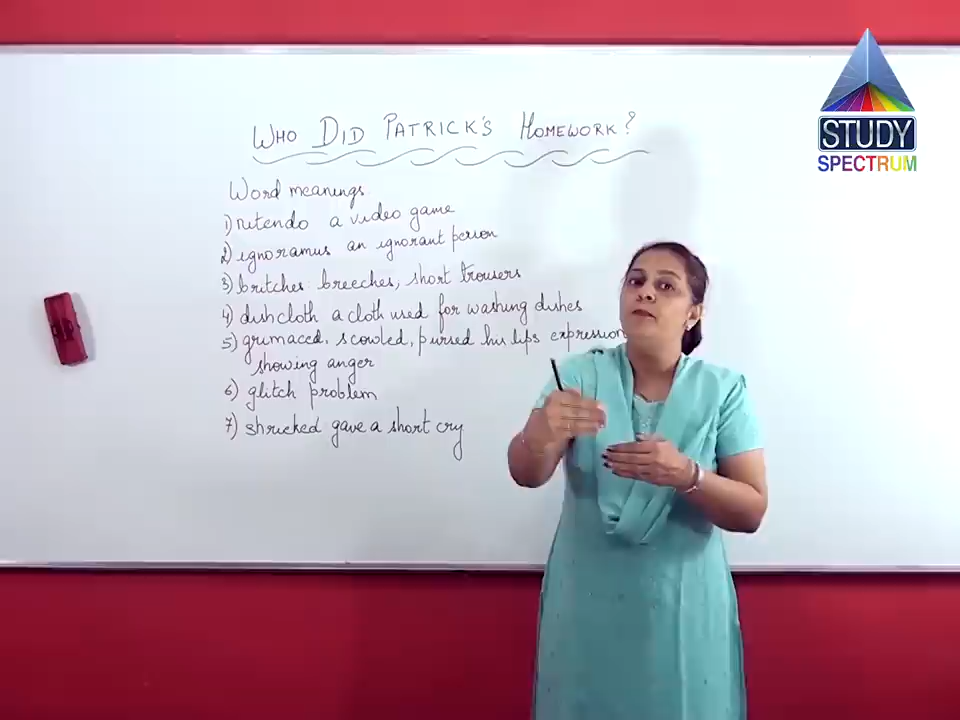 WHO DID PATRICK'S HOMEWORK?
Word meanings
1) nitendo a video game
2) ignoramus an ignorant person
3) britches: breeches, short trousers
4) dishcloth a cloth used for washing dishes
5) grimaced, scowled, pursed his lips expression
showing anger
6) glitch problem
7) shrieked gave a short cry
STUDY
SPECTRUM